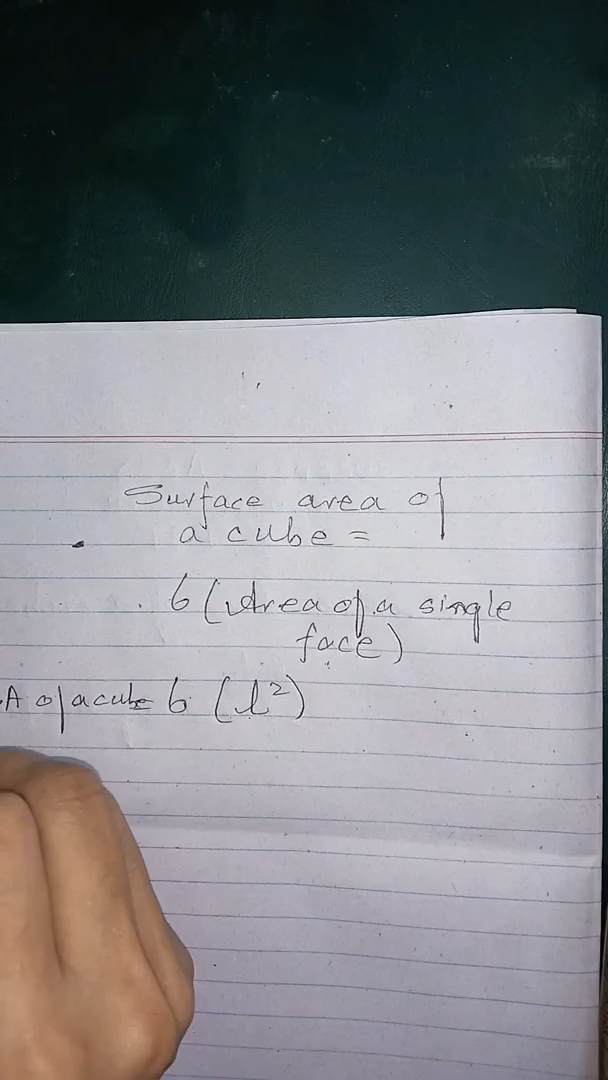 Surface area of
a cube =
6 (Area of a single
face)
.A of a cube 6 (l²)